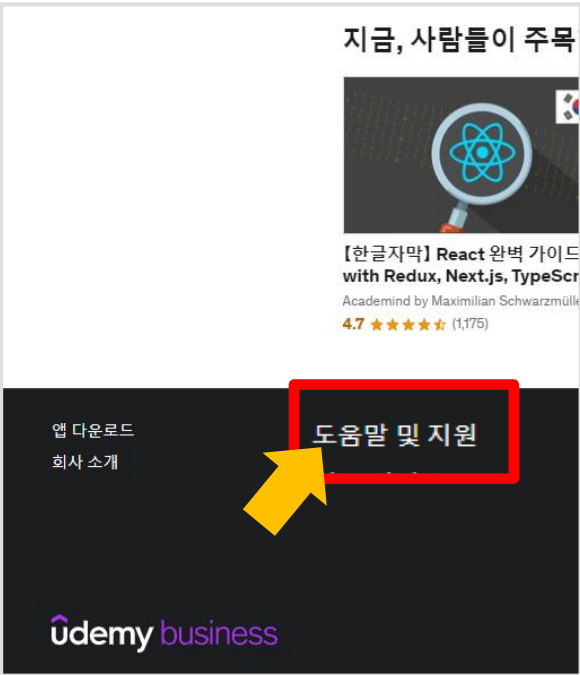 지금, 사람들이 주목
【한글자막】 React 완벽 가이드
with Redux, Next.js, TypeScr
Academind by Maximilian Schwarzmülle
4.7 ★★★★⯪ (1,175)
앱 다운로드
회사 소개
도움말 및 지원
ûdemy business